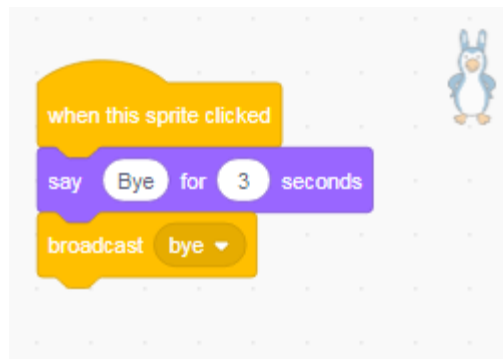 when this sprite clicked
say Bye for 3 seconds
broadcast bye